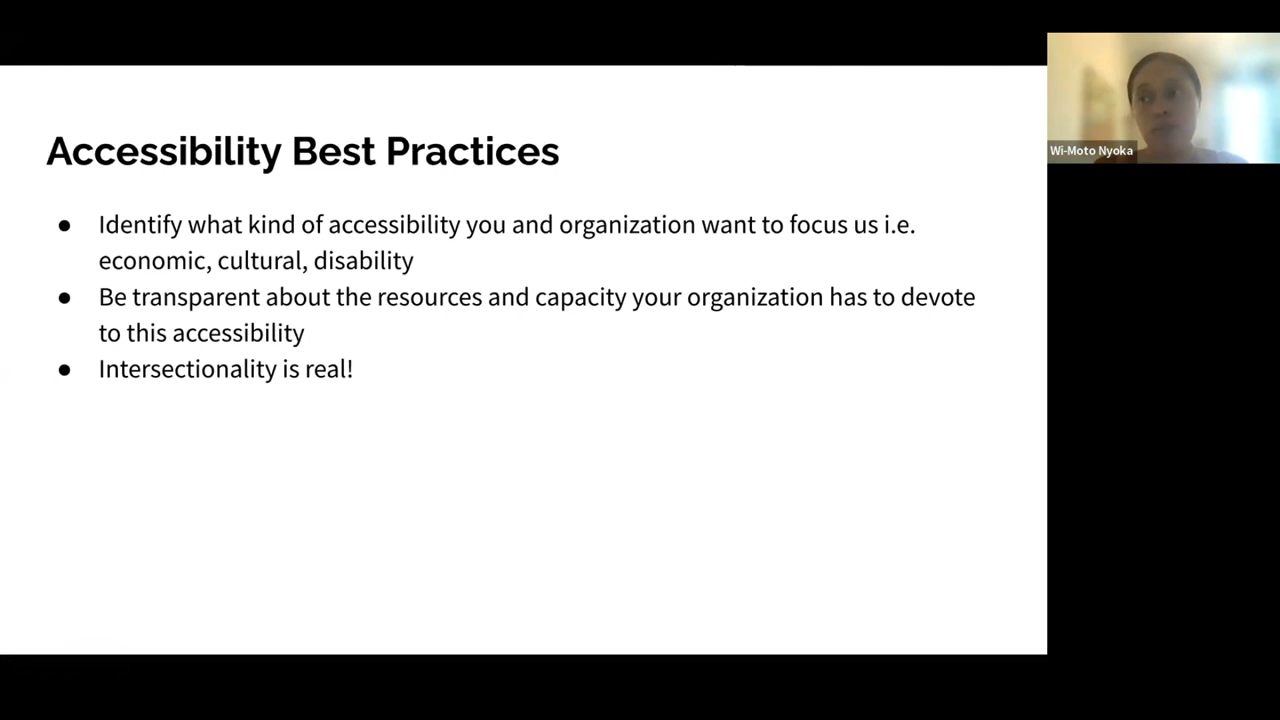 Accessibility Best Practices
● Identify what kind of accessibility you and organization want to focus us i.e.
economic, cultural, disability
● Be transparent about the resources and capacity your organization has to devote
to this accessibility
● Intersectionality is real!
Wi-Moto Nyoka